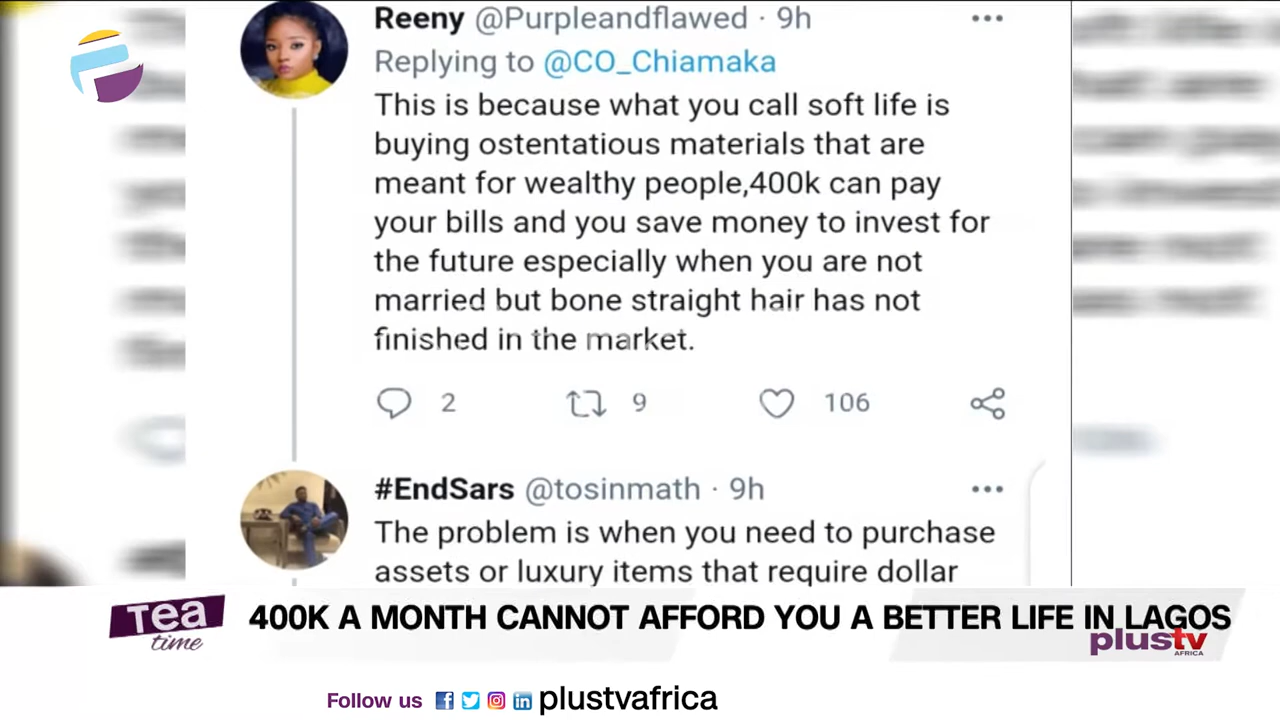 Reeny @Purpleandflawed · 9h
Replying to @CO_Chiamaka
This is because what you call soft life is
buying ostentatious materials that are
meant for wealthy people,400k can pay
your bills and you save money to invest for
the future especially when you are not
married but bone straight hair has not
finished in the market.
2 9 106
#EndSars @tosinmath · 9h
The problem is when you need to purchase
assets or luxury items that require dollar
Tea
time
400K A MONTH CANNOT AFFORD YOU A BETTER LIFE IN LAGOS
plustv
AFRICA
Follow us plustvafrica